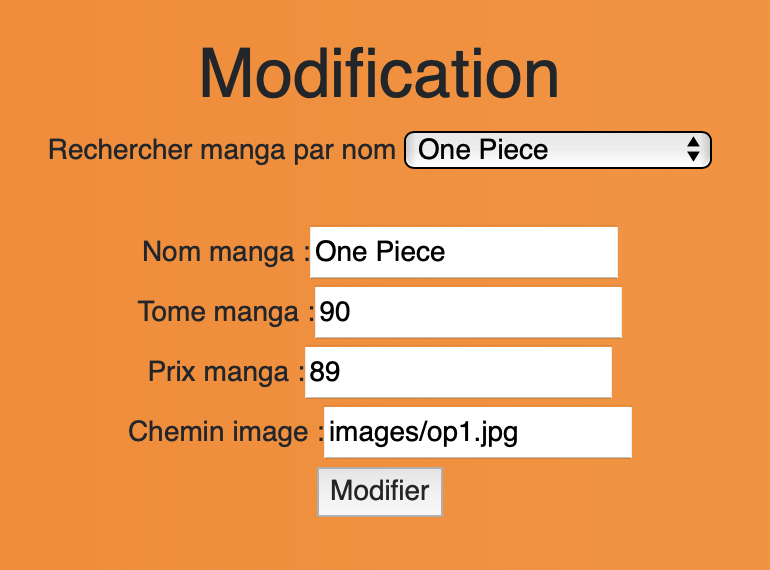 Modification
Rechercher manga par nom One Piece
Nom manga : One Piece
Tome manga : 90
Prix manga : 89
Chemin image : images/op1.jpg
Modifier